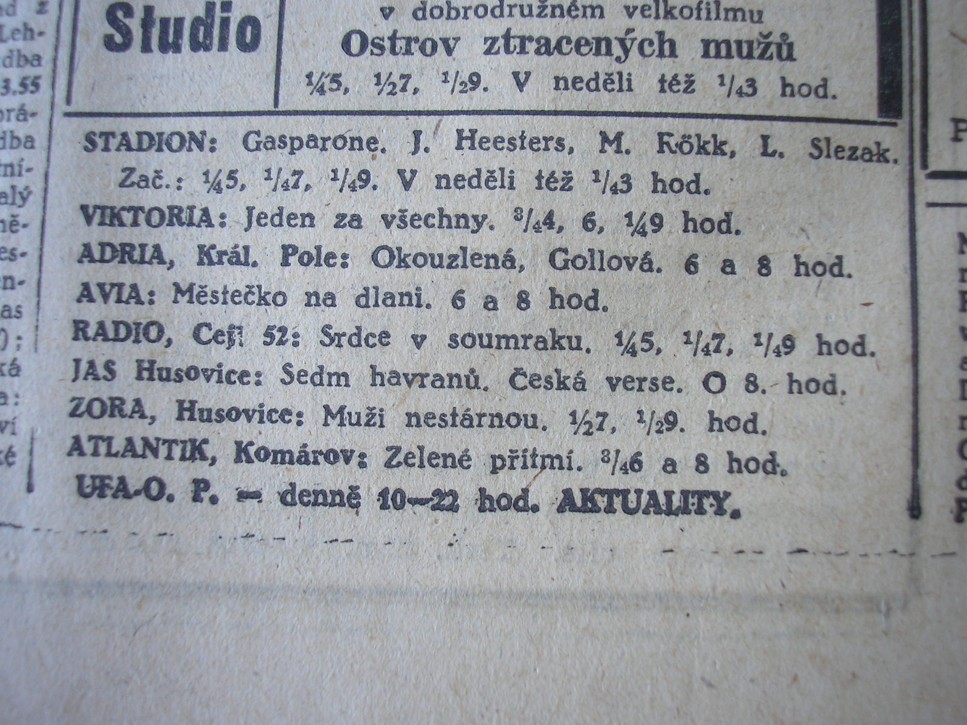 Studio
v dobrodružném velkofilmu
Ostrov ztracených mužů
¼5, ½7, ½9. V neděli též ¼3 hod.
STADION: Gasparone. J. Heesters, M. Rökk, L. Slezak.
Zač.: ¼5, ¼7, ¼9. V neděli též ¼3 hod.
VIKTORIA: Jeden za všechny. ¾4, 6, ¼9 hod.
ADRIA, Král. Pole: Okouzlená, Gollová. 6 a 8 hod.
AVIA: Městečko na dlani. 6 a 8 hod.
RADIO, Cejl 52: Srdce v soumraku. ¼5, ¼7, ¼9 hod.
JAS Husovice: Sedm havranů. Česká verse. O 8. hod.
ZORA, Husovice: Muži nestárnou. ½7, ½9. hod.
ATLANTIK, Komárov: Zelené přítmí. ¾6 a 8 hod.
UFA-O. P. — denně 10—22 hod. AKTUALITY.